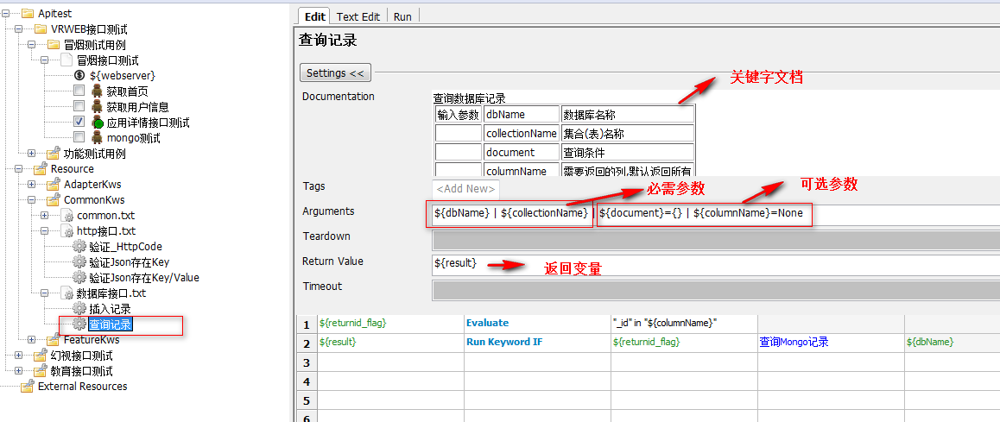 Apitest
VRWEB接口测试
冒烟测试用例
冒烟接口测试
${webserver}
获取首页
获取用户信息
应用详情接口测试
mongo测试
功能测试用例
Resource
AdapterKws
CommonKws
common.txt
http接口.txt
验证_HttpCode
验证Json存在Key
验证Json存在Key/Value
数据库接口.txt
插入记录
查询记录
FeatureKws
幻视接口测试
教育接口测试
External Resources
Edit Text Edit Run
查询记录
Settings <<
关键字文档
Documentation
查询数据库记录
输入参数 dbName 数据库名称
collectionName 集合(表)名称
document 查询条件
columnName 需要返回的列,默认返回所有
Tags <Add New>
必需参数 可选参数
Arguments ${dbName} | ${collectionName} | ${document}={} | ${columnName}=None
Teardown
Return Value ${result} 返回变量
Timeout
1 ${returnid_flag} Evaluate "_id" in "${columnName}"
2 ${result} Run Keyword IF ${returnid_flag} 查询Mongo记录 ${dbName}
3
4
5
6